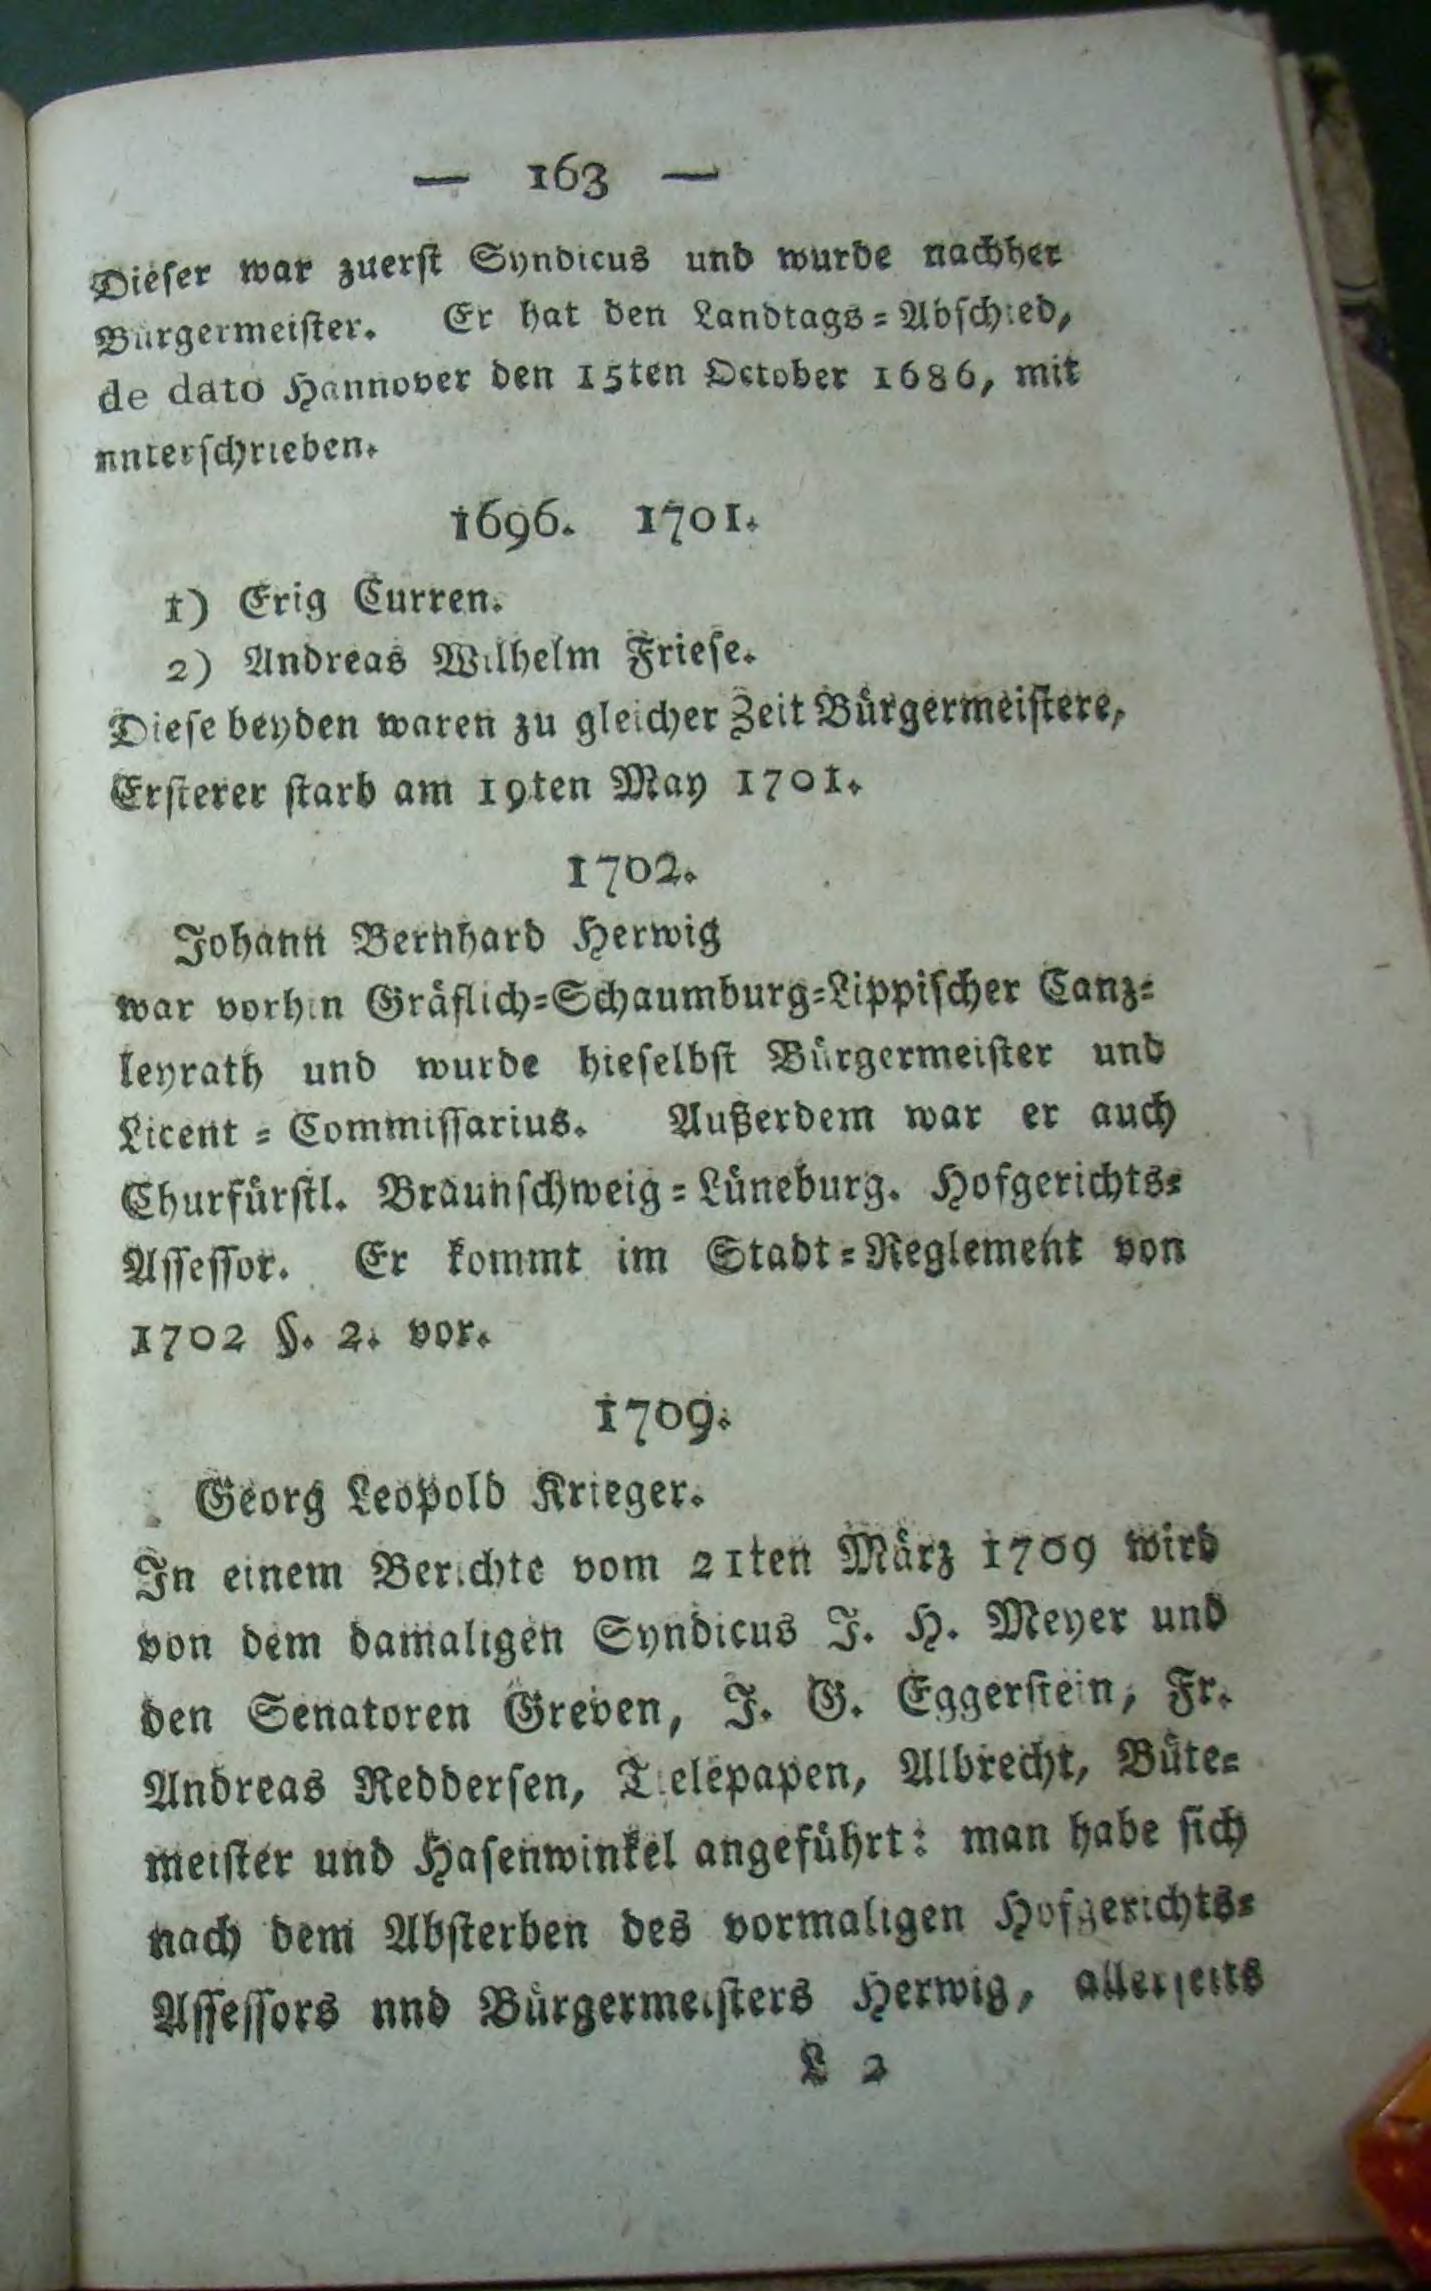 — 163 —
Dieser war zuerst Syndicus und wurde nachher
Bürgermeister. Er hat den Landtags=Abschied,
de dato Hannover den 15ten October 1686, mit
nnterschrieben.
1696. 1701.
1) Erig Curren.
2) Andreas Wilhelm Friese.
Diese beyden waren zu gleicher Zeit Bürgermeistere,
Ersterer starb am 19ten May 1701.
1702.
Johann Bernhard Herwig
war vorhin Gräflich=Schaumburg=Lippischer Canz=
leyrath und wurde hieselbst Bürgermeister und
Licent=Commissarius. Außerdem war er auch
Churfürstl. Braunschweig=Lüneburg. Hofgerichts=
Assessor. Er kommt im Stadt=Reglement von
1702 §. 2. vor.
1709.
Georg Leopold Krieger.
In einem Berichte vom 21ten März 1709 wird
von dem damaligen Syndicus J. H. Meyer und
den Senatoren Greven, J. G. Eggerstein, Fr.
Andreas Reddersen, Tielepapen, Albrecht, Büte=
meister und Hasenwinkel angeführt: man habe sich
nach dem Absterben des vormaligen Hofgerichts=
Assessors nnd Bürgermeisters Herwig, allerseits
L 2